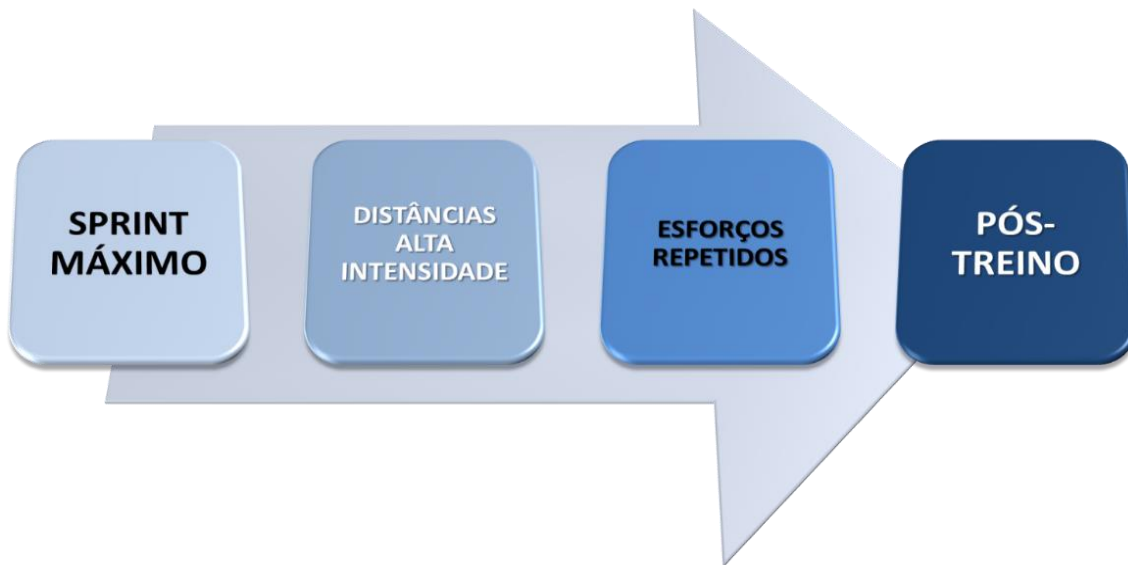 SPRINT
MÁXIMO
DISTÂNCIAS
ALTA
INTENSIDADE
ESFORÇOS
REPETIDOS
PÓS-
TREINO